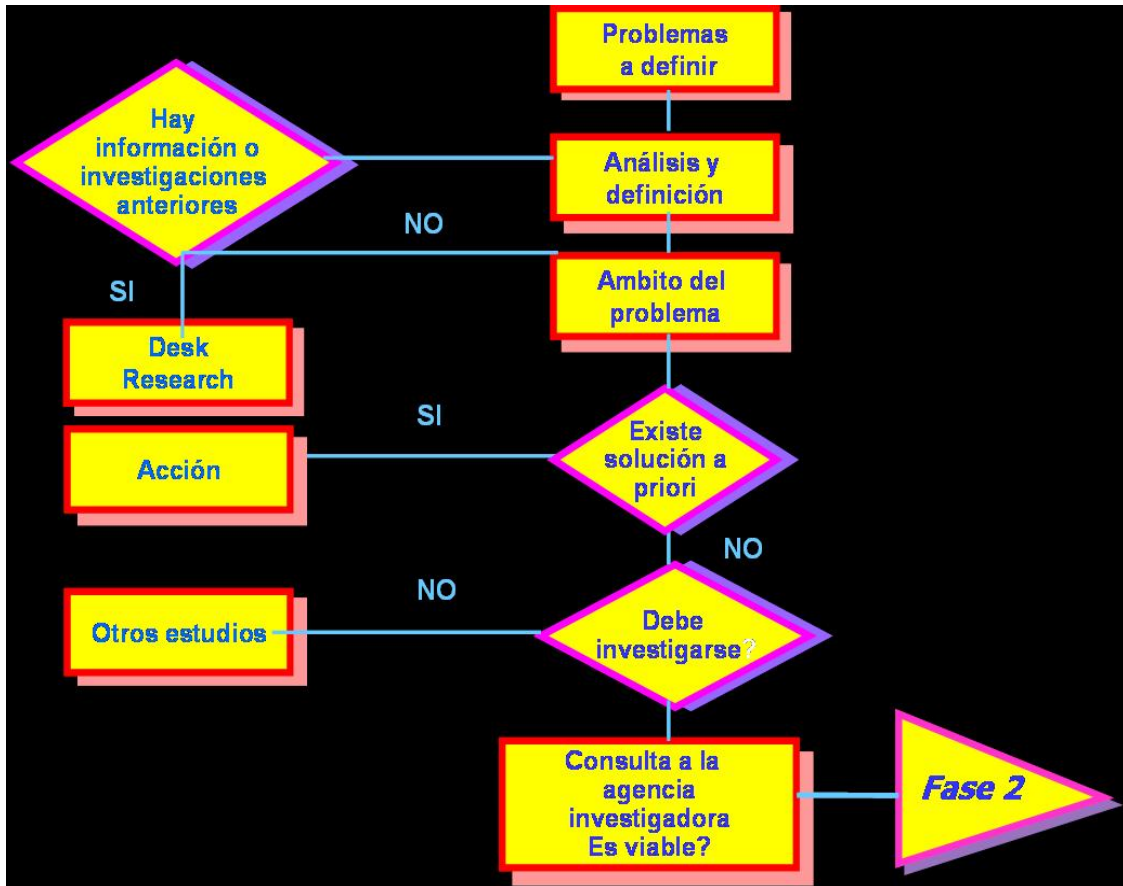 Problemas
a definir
Hay
información o
investigaciones
anteriores
Análisis y
definición
NO
SI
Ambito del
problema
Desk
Research
SI
Existe
solución a
priori
Acción
NO
NO
Otros estudios
Debe
investigarse?
Consulta a la
agencia
investigadora
Es viable?
Fase 2